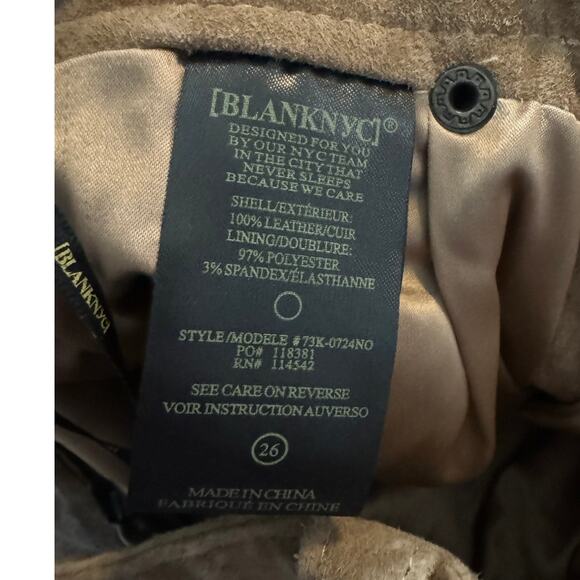 [BLANKNYC]®
DESIGNED FOR YOU
BY OUR NYC TEAM
IN THE CITY THAT
NEVER SLEEPS
BECAUSE WE CARE
SHELL/EXTÉRIEUR:
100% LEATHER/CUIR
LINING/DOUBLURE:
97% POLYESTER
3% SPANDEX/ÉLASTHANNE
STYLE/MODELE #73K-0724NO
PO# 118381
RN# 114542
SEE CARE ON REVERSE
VOIR INSTRUCTION AUVERSO
26
MADE IN CHINA
FABRIQUÉ EN CHINE
[BLANKNYC]